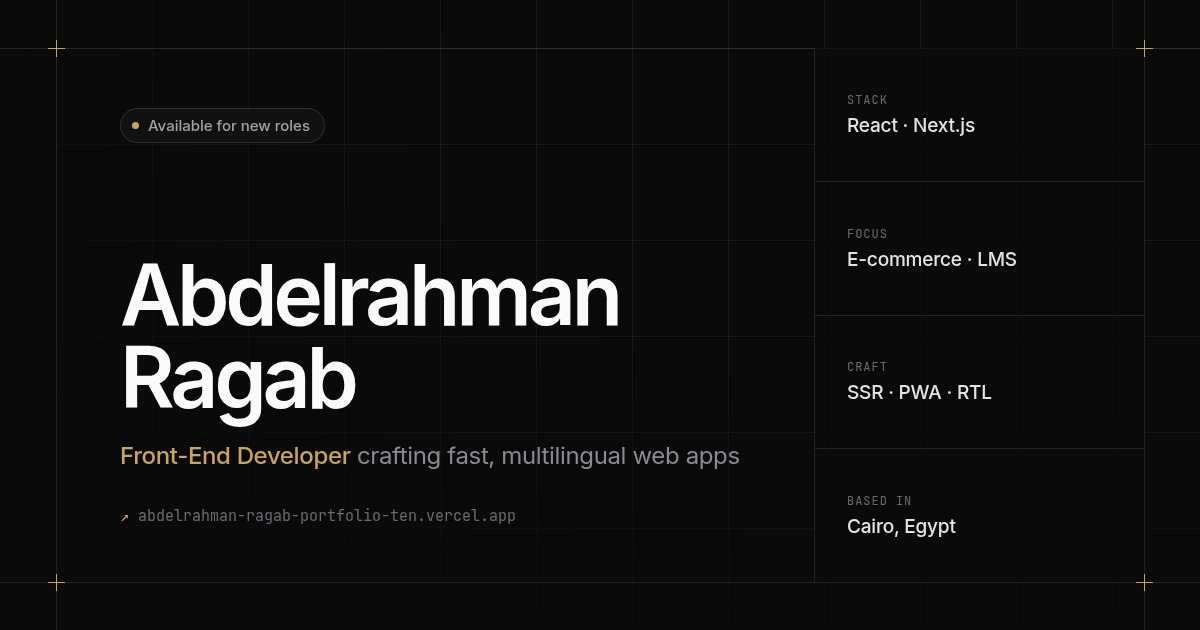 Available for new roles
Abdelrahman
Ragab
Front-End Developer crafting fast, multilingual web apps
↗ abdelrahman-ragab-portfolio-ten.vercel.app
STACK
React · Next.js
FOCUS
E-commerce · LMS
CRAFT
SSR · PWA · RTL
BASED IN
Cairo, Egypt